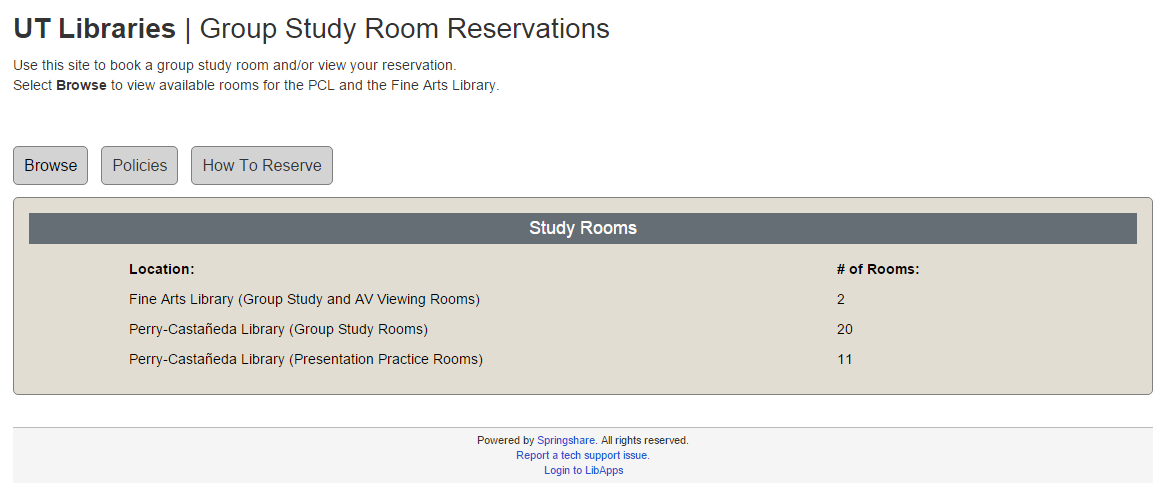 UT Libraries | Group Study Room Reservations
Use this site to book a group study room and/or view your reservation.
Select Browse to view available rooms for the PCL and the Fine Arts Library.
Browse Policies How To Reserve
Study Rooms
Location: # of Rooms:
Fine Arts Library (Group Study and AV Viewing Rooms) 2
Perry-Castañeda Library (Group Study Rooms) 20
Perry-Castañeda Library (Presentation Practice Rooms) 11
Powered by Springshare. All rights reserved.
Report a tech support issue.
Login to LibApps